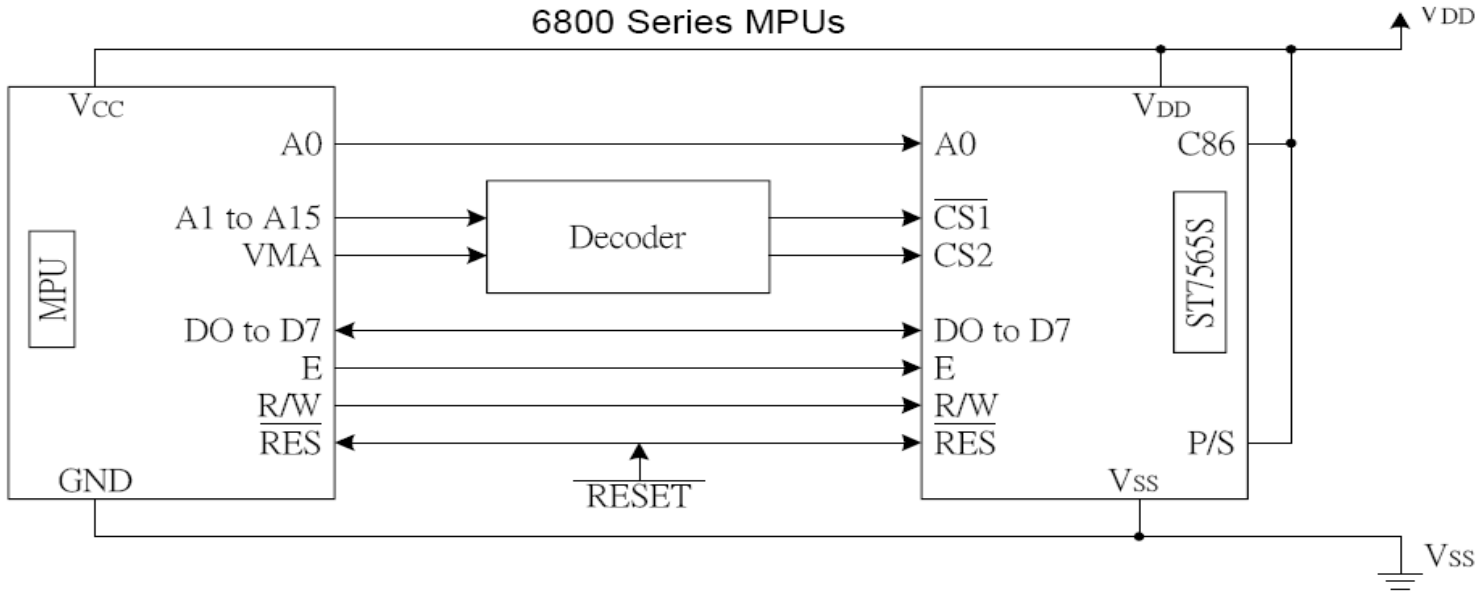 6800 Series MPUs
VDD
VCC
VDD
A0
A0
C86
A1 to A15
CS1
VMA
Decoder
CS2
MPU
ST7565S
DO to D7
DO to D7
E
E
R/W
R/W
RES
RES
P/S
GND
RESET
VSS
VSS